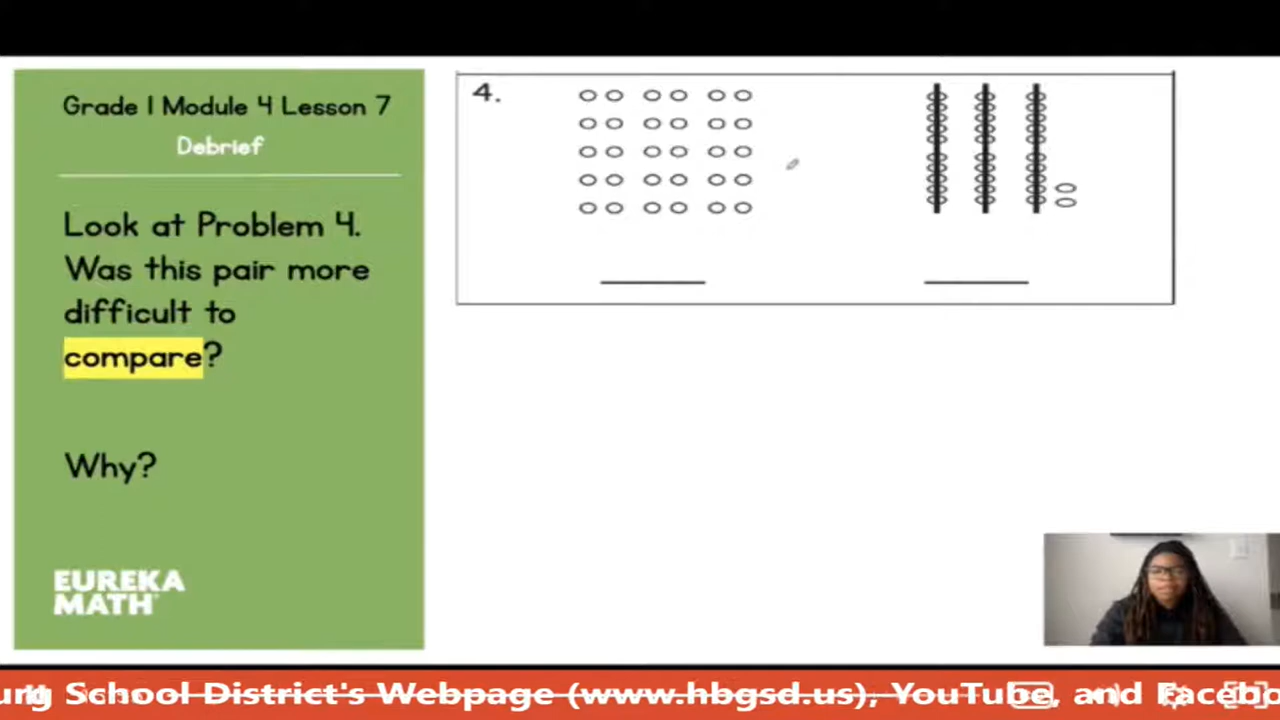 Grade 1 Module 4 Lesson 7
Debrief
Look at Problem 4.
Was this pair more
difficult to
compare?
Why?
EUREKA
MATH
4.
School District's Webpage (www.hbgsd.us), YouTube, and